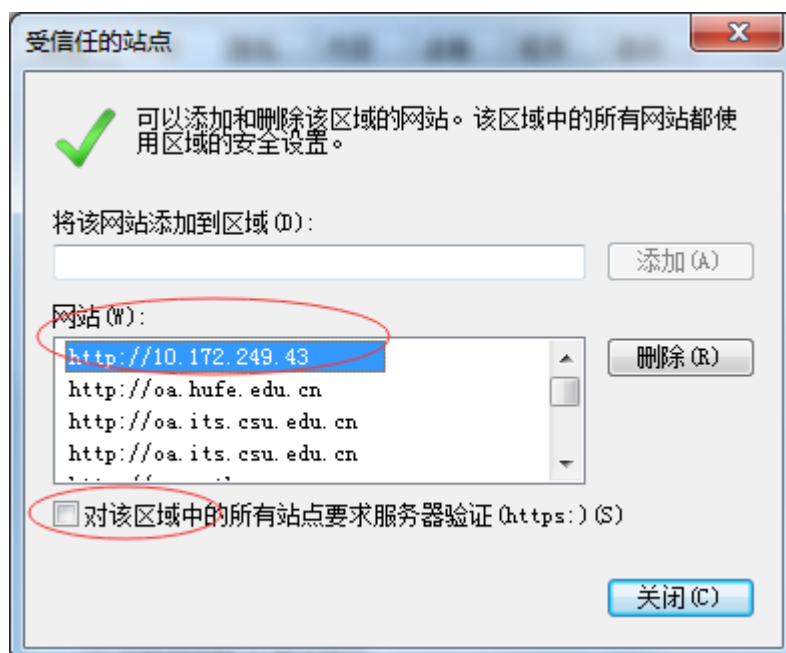 受信任的站点
可以添加和删除该区域的网站。该区域中的所有网站都使
用区域的安全设置。
将该网站添加到区域(D):
添加(A)
网站(W):
http://10.172.249.43
删除(R)
http://oa.hufe.edu.cn
http://oa.its.csu.edu.cn
http://oa.its.csu.edu.cn
对该区域中的所有站点要求服务器验证(https:)(S)
关闭(C)